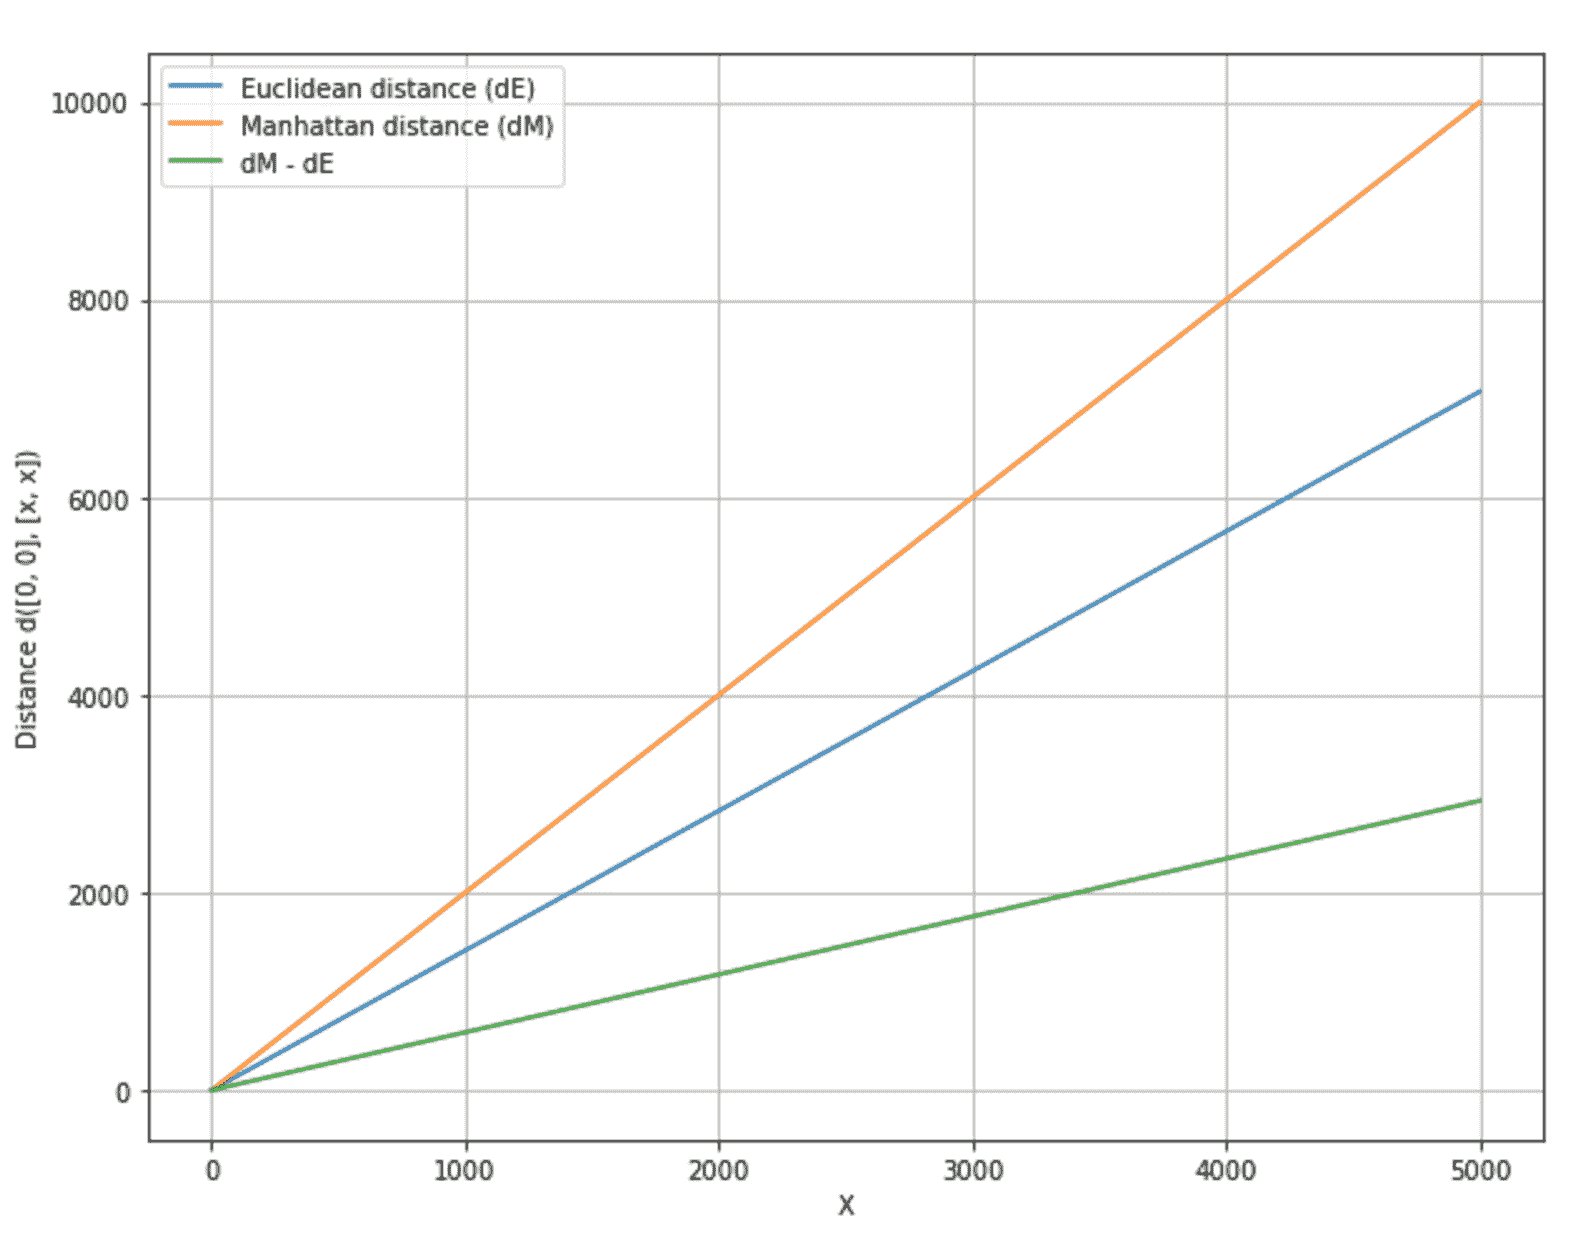 Euclidean distance (dE)
Manhattan distance (dM)
dM - dE
10000
8000
6000
4000
2000
0
Distance d([0, 0], [x, x])
0 1000 2000 3000 4000 5000
X